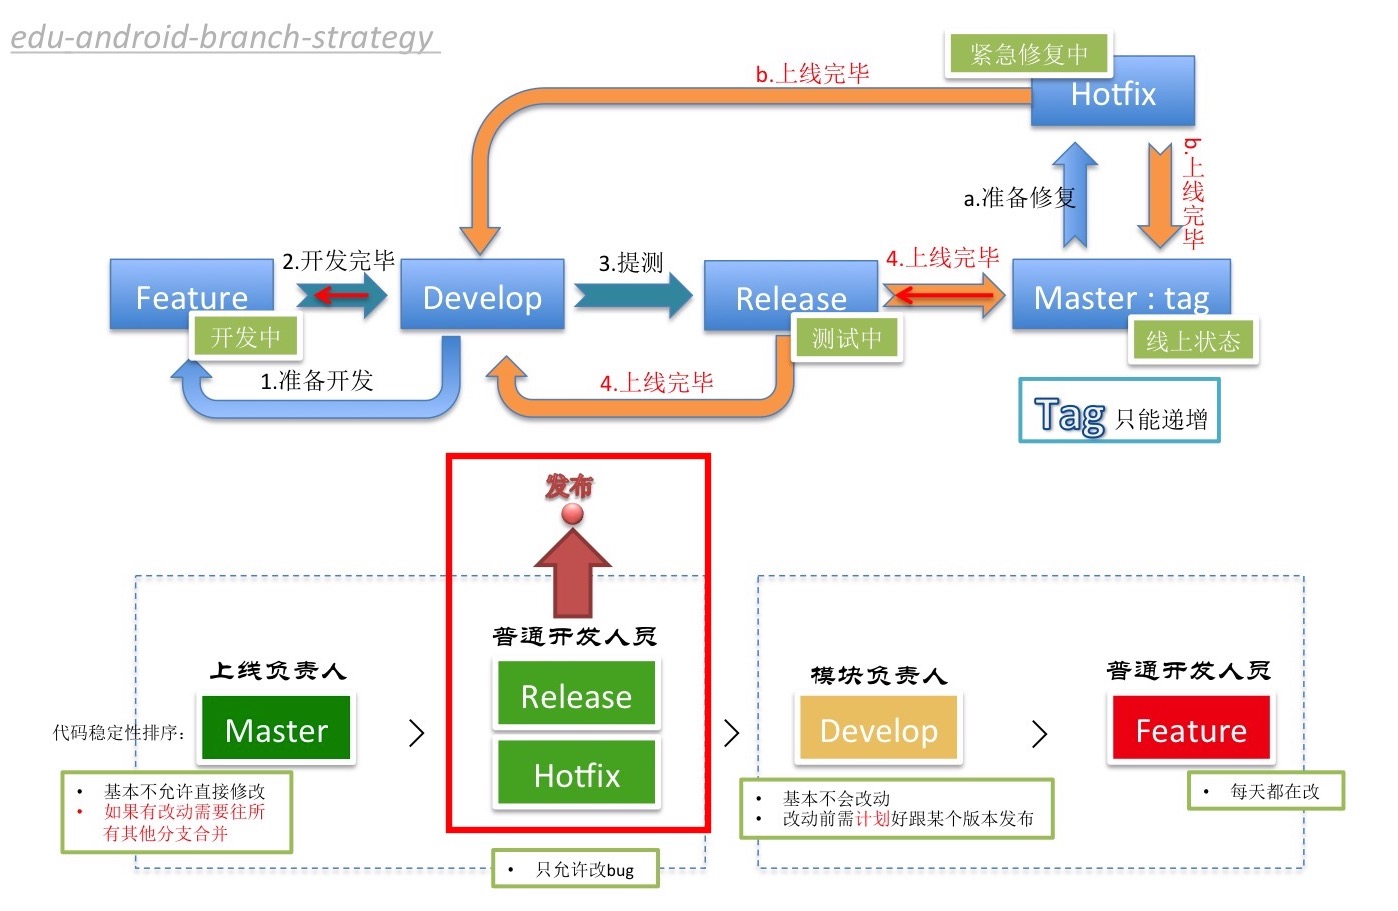 edu-android-branch-strategy
紧急修复中
Hotfix
b.上线完毕
b.上线完毕
a.准备修复
2.开发完毕
3.提测
4.上线完毕
Feature
Develop
Release
Master : tag
开发中
测试中
线上状态
1.准备开发
4.上线完毕
Tag 只能递增
发布
普通开发人员
上线负责人
模块负责人
普通开发人员
Release
代码稳定性排序：
Master
>
>
Develop
>
Feature
Hotfix
• 基本不允许直接修改
• 如果有改动需要往所
有其他分支合并
• 基本不会改动
• 改动前需计划好跟某个版本发布
• 每天都在改
• 只允许改bug